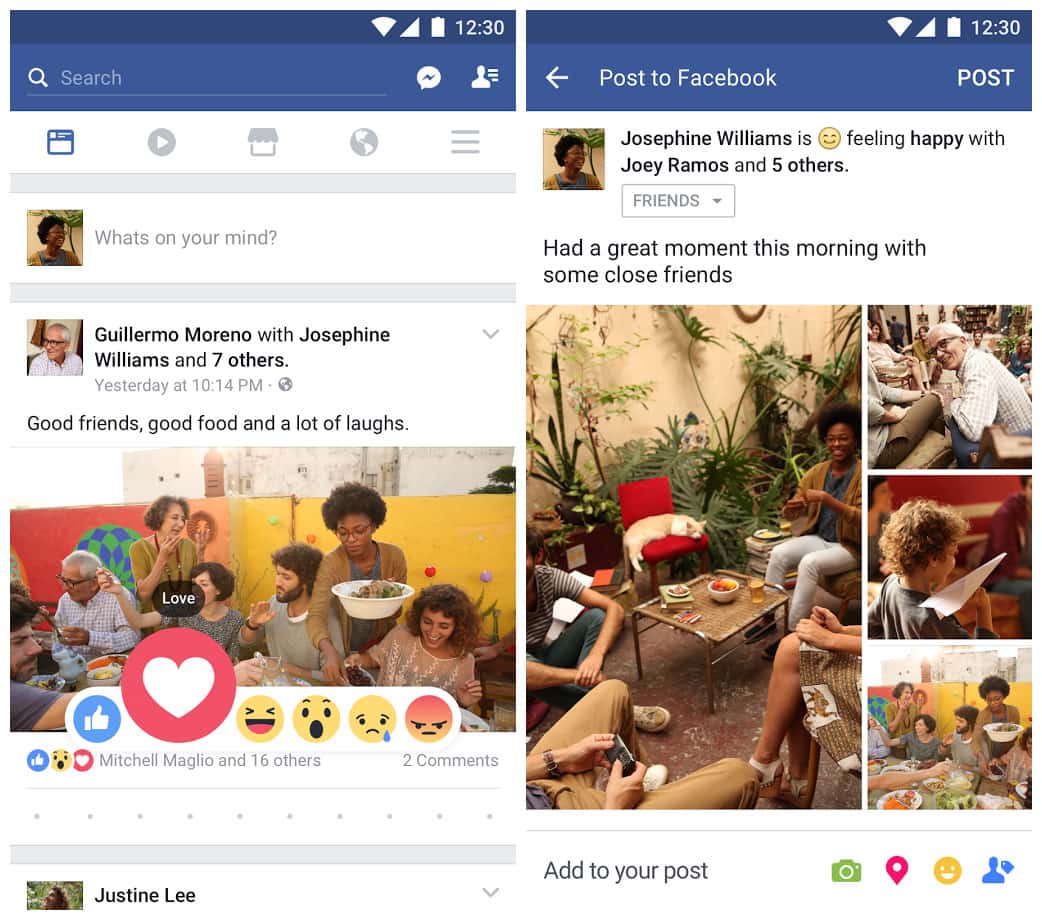 12:30
Search
Whats on your mind?
Guillermo Moreno with Josephine
Williams and 7 others.
Yesterday at 10:14 PM ·
Good friends, good food and a lot of laughs.
Love
Mitchell Maglio and 16 others
2 Comments
Justine Lee
12:30
Post to Facebook
POST
Josephine Williams is 😊 feeling happy with
Joey Ramos and 5 others.
FRIENDS
Had a great moment this morning with
some close friends
Add to your post